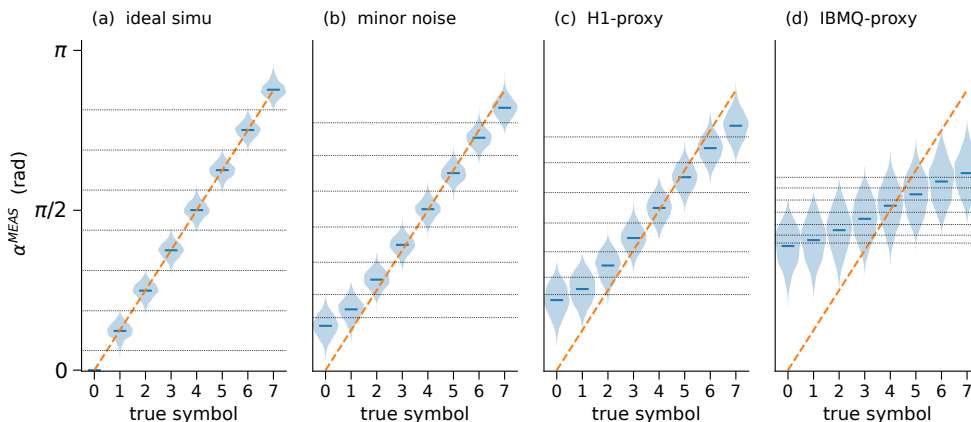 (a) ideal simu
(b) minor noise
(c) H1-proxy
(d) IBMQ-proxy
π
π/2
0
α^MEAS (rad)
0 1 2 3 4 5 6 7
0 1 2 3 4 5 6 7
0 1 2 3 4 5 6 7
0 1 2 3 4 5 6 7
true symbol
true symbol
true symbol
true symbol